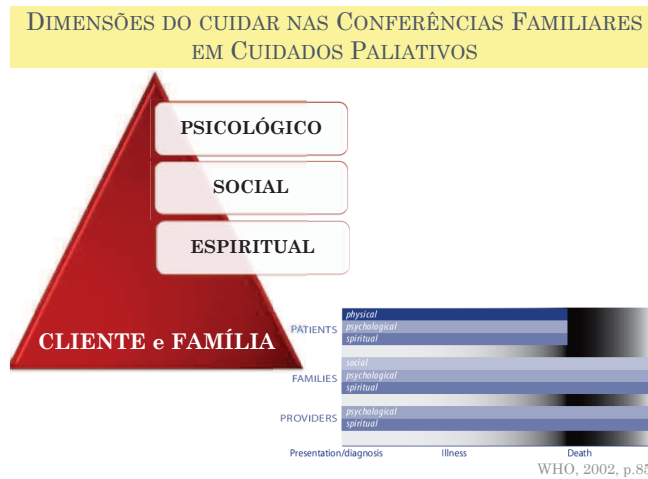 DIMENSÕES DO CUIDAR NAS CONFERÊNCIAS FAMILIARES
EM CUIDADOS PALIATIVOS
PSICOLÓGICO
SOCIAL
ESPIRITUAL
CLIENTE e FAMÍLIA
PATIENTS
physical
psychological
spiritual
FAMILIES
social
psychological
spiritual
PROVIDERS
psychological
spiritual
Presentation/diagnosis Illness Death
WHO, 2002, p.85